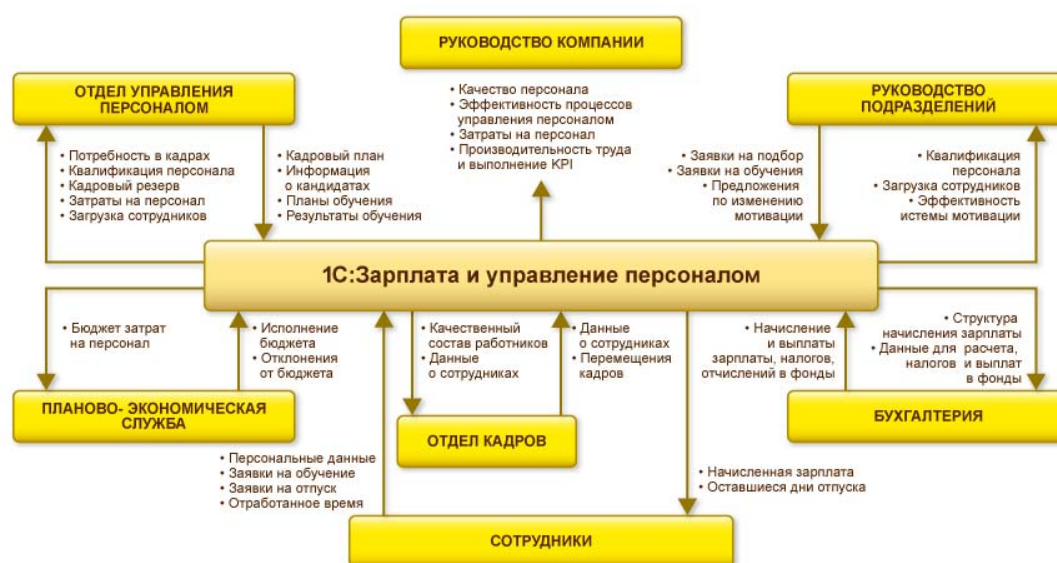 РУКОВОДСТВО КОМПАНИИ
ОТДЕЛ УПРАВЛЕНИЯ
ПЕРСОНАЛОМ
РУКОВОДСТВО
ПОДРАЗДЕЛЕНИЙ
• Качество персонала
• Эффективность процессов
управления персоналом
• Затраты на персонал
• Производительность труда
и выполнение KPI
• Потребность в кадрах
• Квалификация персонала
• Кадровый резерв
• Затраты на персонал
• Загрузка сотрудников
• Кадровый план
• Информация
о кандидатах
• Планы обучения
• Результаты обучения
• Заявки на подбор
• Заявки на обучения
• Предложения
по изменению
мотивации
• Квалификация
персонала
• Загрузка сотрудников
• Эффективность
истемы мотивации
1С:Зарплата и управление персоналом
• Бюджет затрат
на персонал
• Исполнение
бюджета
• Отклонения
от бюджета
• Качественный
состав работников
• Данные
о сотрудниках
• Данные
о сотрудниках
• Перемещения
кадров
• Начисление
и выплаты
зарплаты, налогов,
отчислений в фонды
• Структура
начисления зарплаты
• Данные для расчета,
налогов и выплат
в фонды
ПЛАНОВО- ЭКОНОМИЧЕСКАЯ
СЛУЖБА
ОТДЕЛ КАДРОВ
БУХГАЛТЕРИЯ
• Персональные данные
• Заявки на обучение
• Заявки на отпуск
• Отработанное время
• Начисленная зарплата
• Оставшиеся дни отпуска
СОТРУДНИКИ